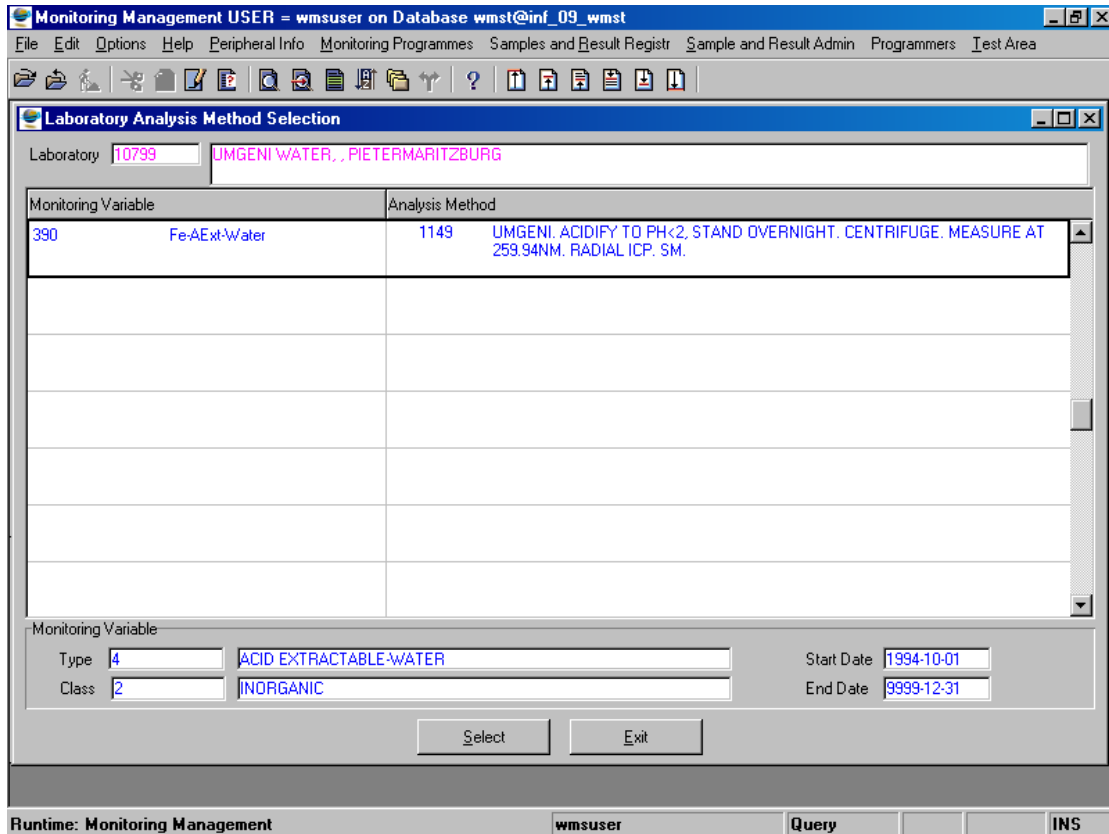 Monitoring Management USER = wmsuser on Database wmst@inf_09_wmst
File Edit Options Help Peripheral Info Monitoring Programmes Samples and Result Registr Sample and Result Admin Programmers Test Area
Laboratory Analysis Method Selection
Laboratory 10799 UMGENI WATER, , PIETERMARITZBURG
Monitoring Variable Analysis Method
390 Fe-AExt-Water 1149 UMGENI. ACIDIFY TO PH<2, STAND OVERNIGHT. CENTRIFUGE. MEASURE AT
259.94NM. RADIAL ICP. SM.
Monitoring Variable
Type 4 ACID EXTRACTABLE-WATER Start Date 1994-10-01
Class 2 INORGANIC End Date 9999-12-31
Select Exit
Runtime: Monitoring Management wmsuser Query INS